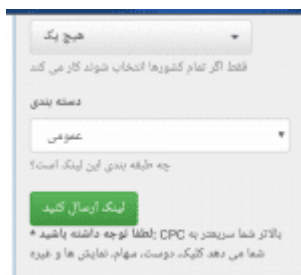 هیچ یک
فقط اگر تمام کشورها انتخاب شوند کار می کند
دسته بندی
عمومی
چه طبقه بندی این لینک است؟
لینک ارسال کنید
بالاتر شما سریعتر به CPC لطفا توجه داشته باشید; *
شما می دهد کلیک، دوست، سهام، نمایش ها و غیره